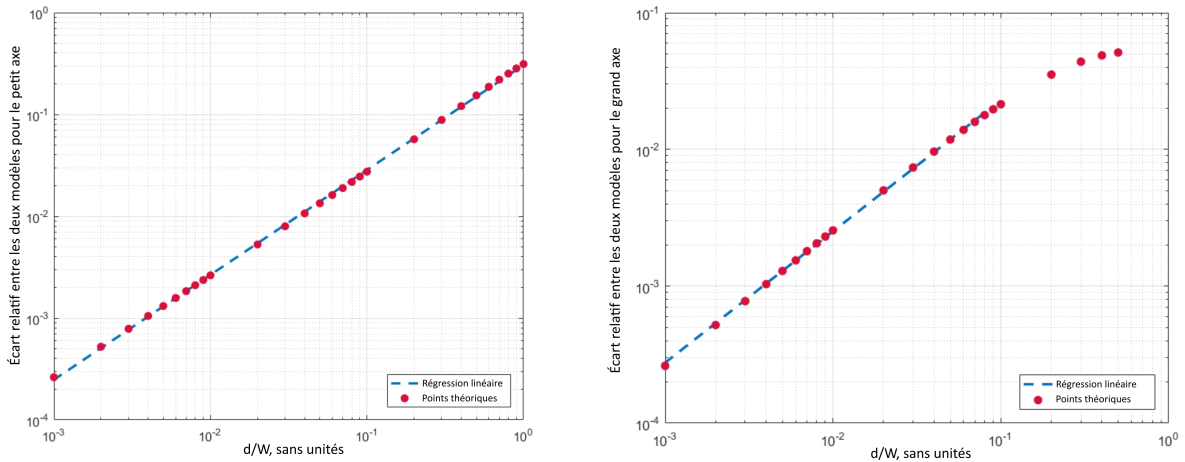 Écart relatif entre les deux modèles pour le petit axe
10^0
10^-1
10^-2
10^-3
10^-4
10^-3
10^-2
10^-1
10^0
d/W, sans unités
Régression linéaire
Points théoriques
Écart relatif entre les deux modèles pour le grand axe
10^-1
10^-2
10^-3
10^-4
10^-3
10^-2
10^-1
10^0
d/W, sans unités
Régression linéaire
Points théoriques